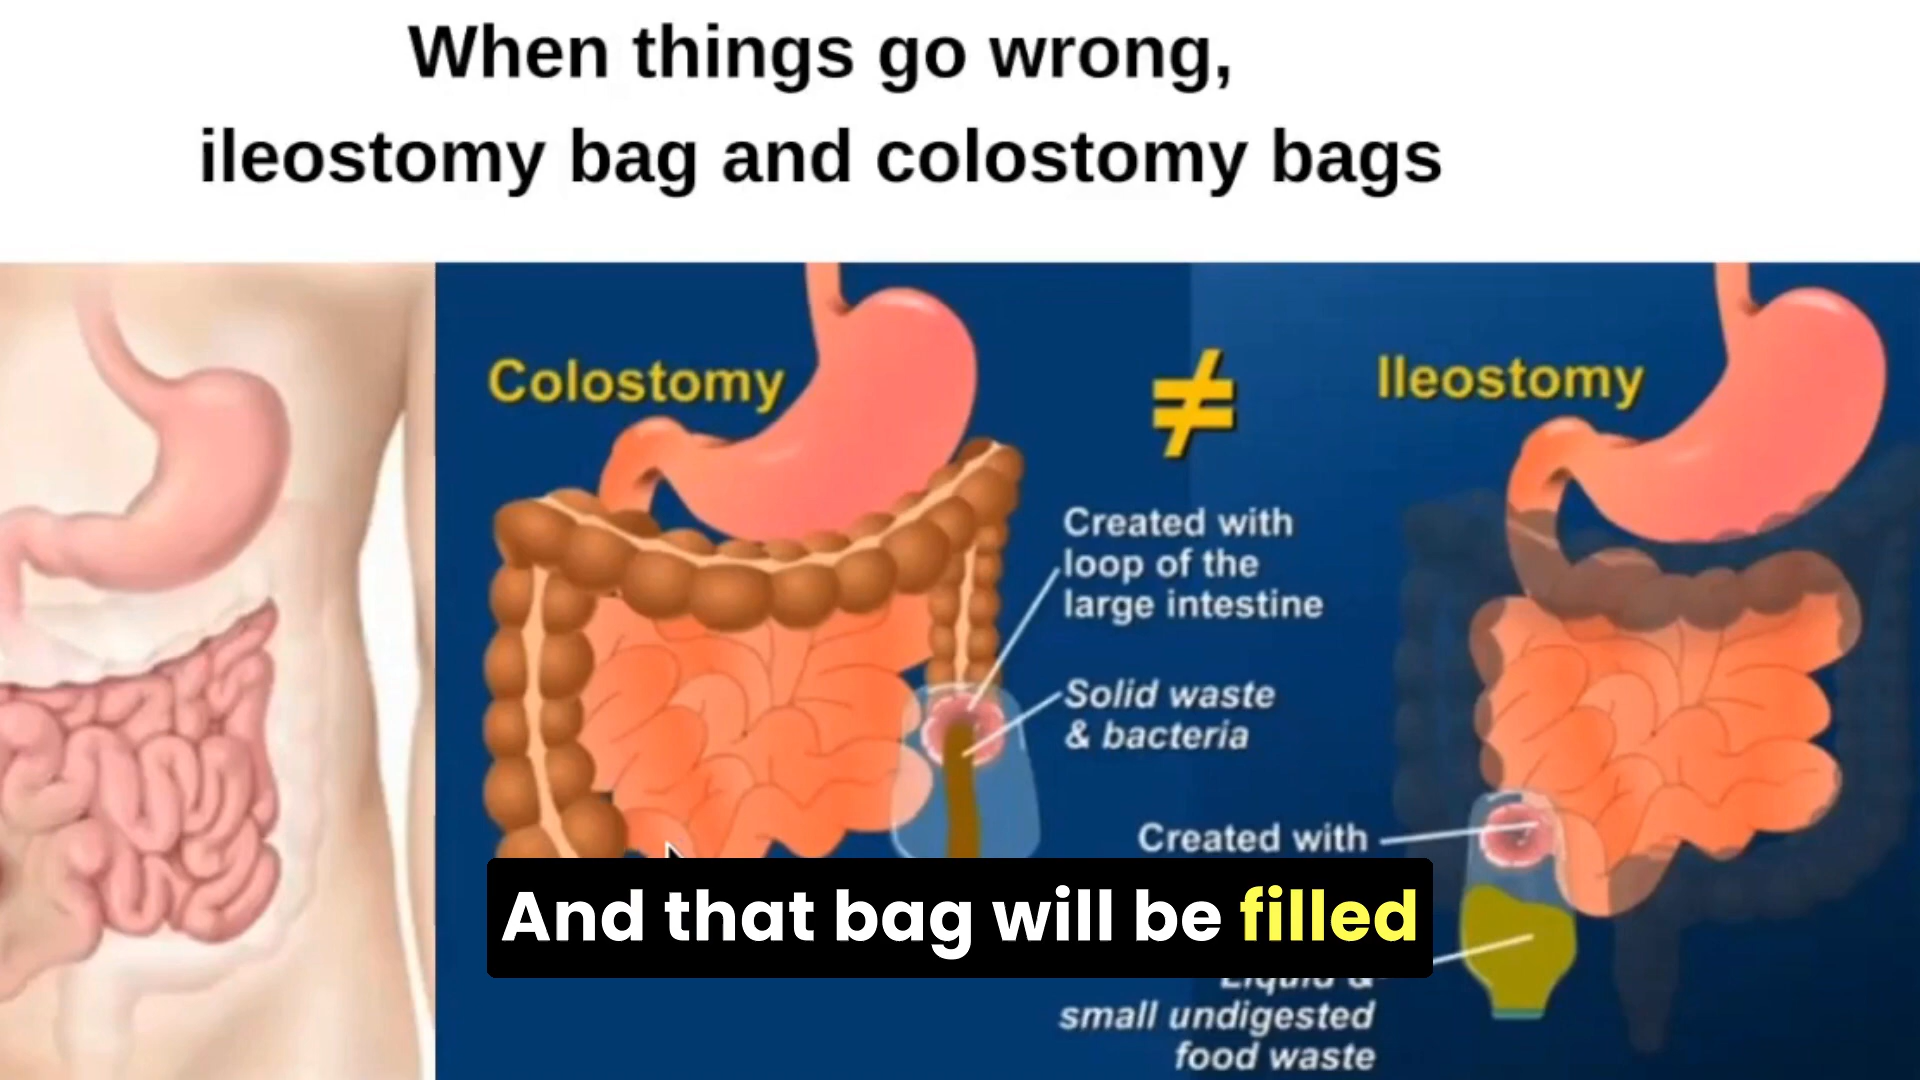 When things go wrong,
ileostomy bag and colostomy bags
Colostomy
≠
Ileostomy
Created with
loop of the
large intestine
Solid waste
& bacteria
Created with
And that bag will be filled
Liquid &
small undigested
food waste